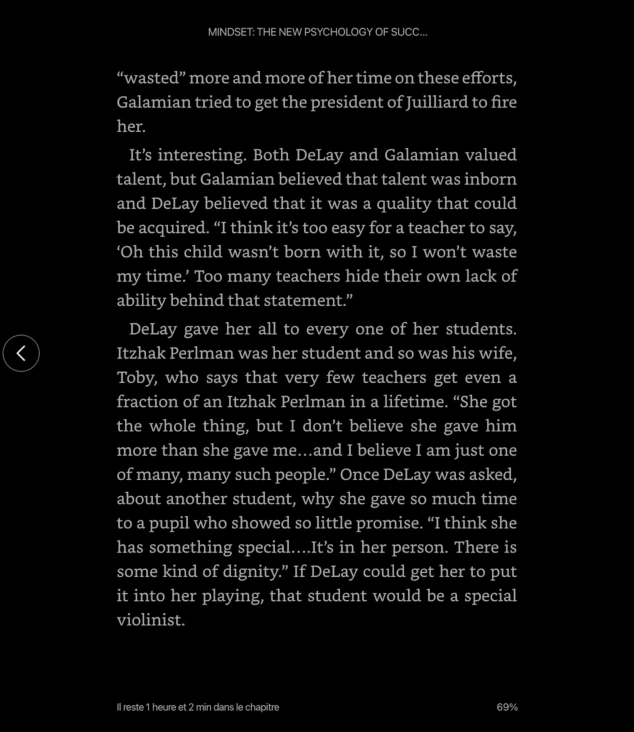 MINDSET: THE NEW PSYCHOLOGY OF SUCC...
“wasted” more and more of her time on these efforts,
Galamian tried to get the president of Juilliard to fire
her.
It’s interesting. Both DeLay and Galamian valued
talent, but Galamian believed that talent was inborn
and DeLay believed that it was a quality that could
be acquired. “I think it’s too easy for a teacher to say,
‘Oh this child wasn’t born with it, so I won’t waste
my time.’ Too many teachers hide their own lack of
ability behind that statement.”
DeLay gave her all to every one of her students.
Itzhak Perlman was her student and so was his wife,
Toby, who says that very few teachers get even a
fraction of an Itzhak Perlman in a lifetime. “She got
the whole thing, but I don’t believe she gave him
more than she gave me...and I believe I am just one
of many, many such people.” Once DeLay was asked,
about another student, why she gave so much time
to a pupil who showed so little promise. “I think she
has something special....It’s in her person. There is
some kind of dignity.” If DeLay could get her to put
it into her playing, that student would be a special
violinist.
Il reste 1 heure et 2 min dans le chapitre
69%